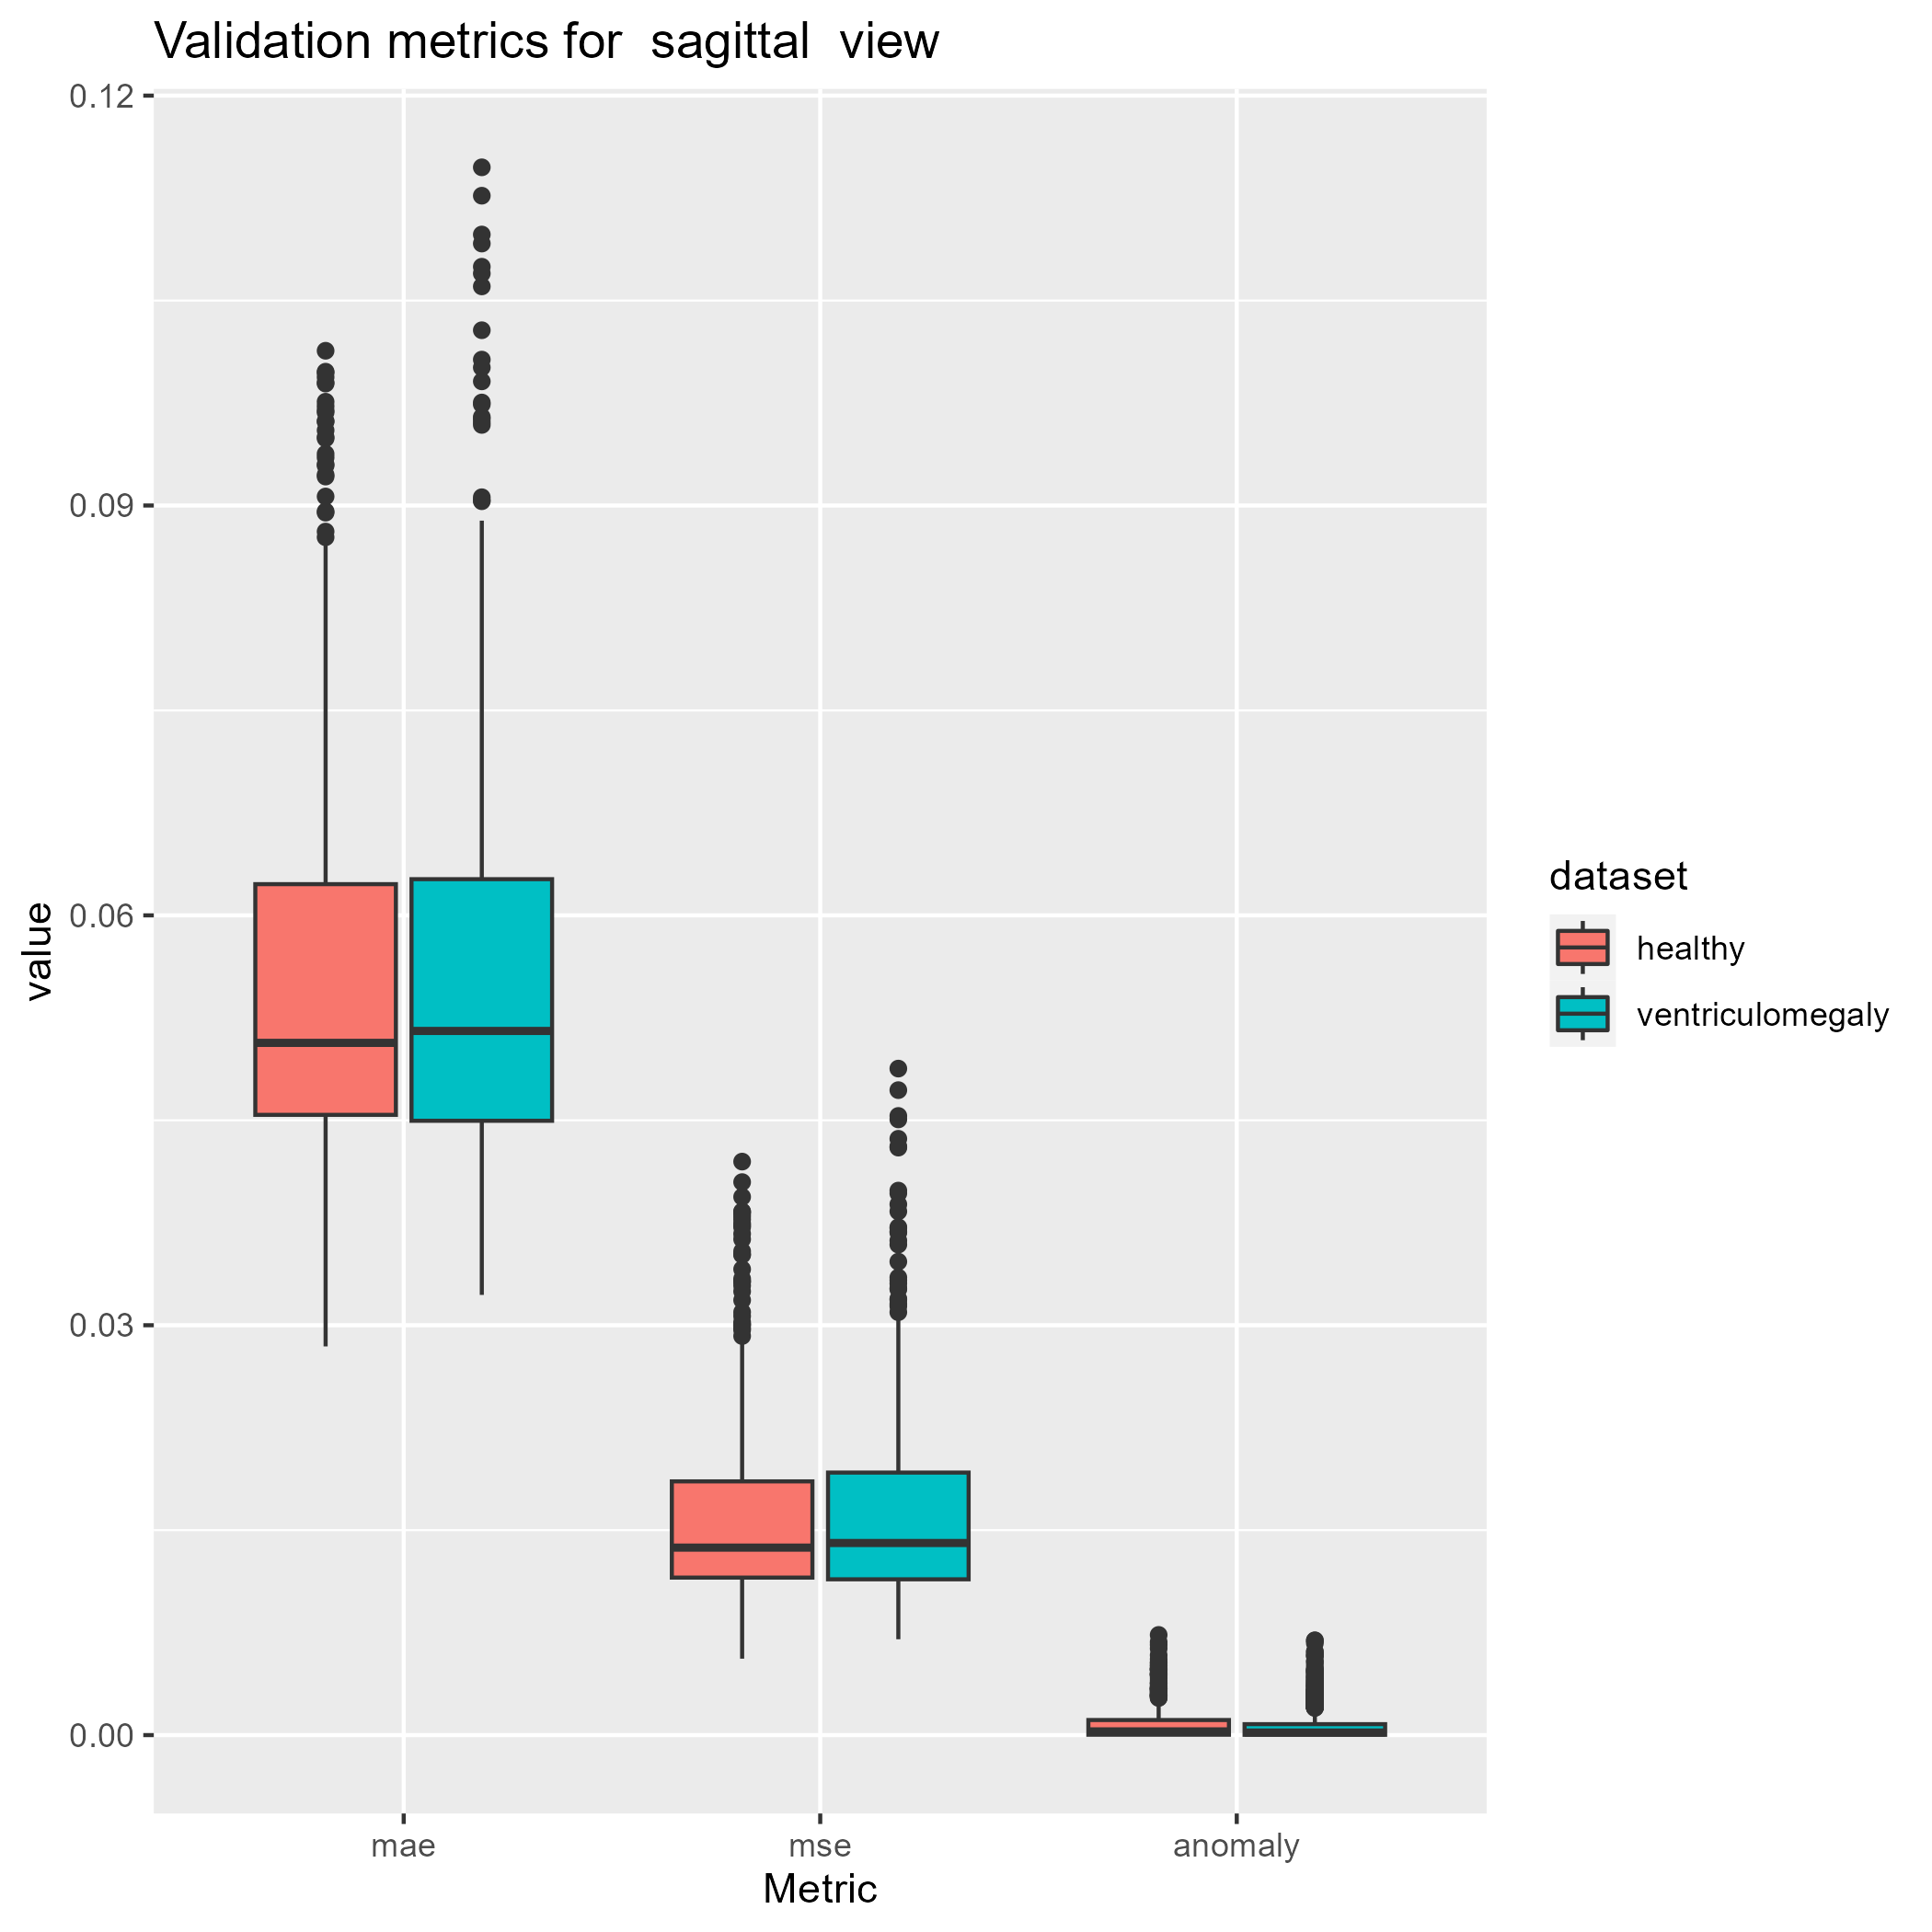 Validation metrics for  sagittal  view
0.12
0.09
0.06
0.03
0.00
value
mae
mse
anomaly
Metric
dataset
healthy
ventriculomegaly